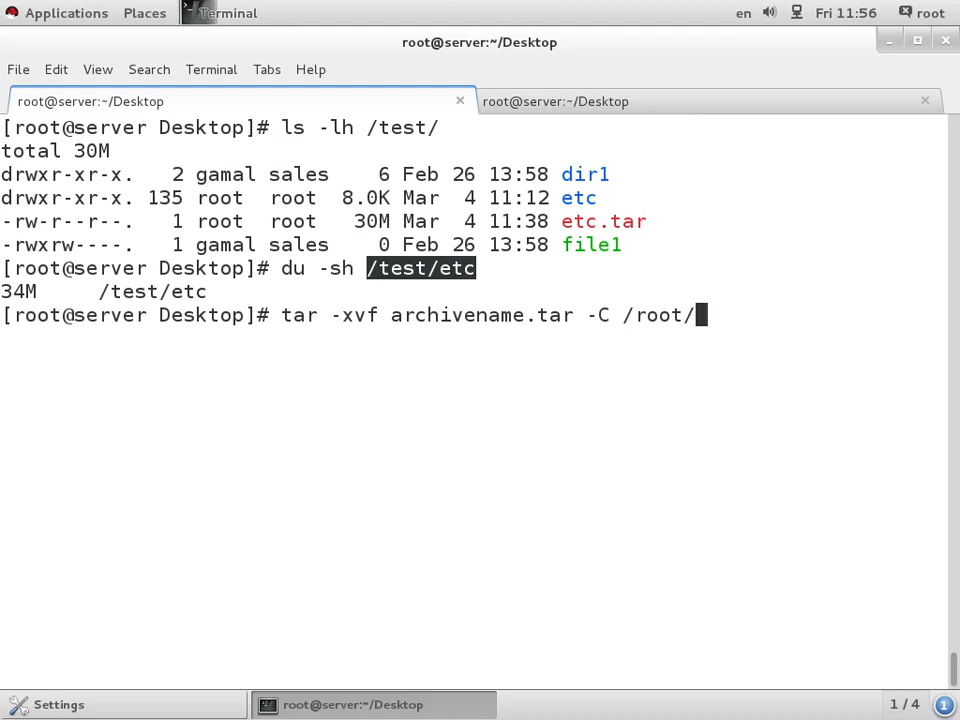 Applications Places Terminal en Fri 11:56 root
root@server:~/Desktop
File Edit View Search Terminal Tabs Help
root@server:~/Desktop × root@server:~/Desktop ×
[root@server Desktop]# ls -lh /test/
total 30M
drwxr-xr-x.   2 gamal sales    6 Feb 26 13:58 dir1
drwxr-xr-x. 135 root  root  8.0K Mar  4 11:12 etc
-rw-r--r--.   1 root  root   30M Mar  4 11:38 etc.tar
-rwxrw----.   1 gamal sales    0 Feb 26 13:58 file1
[root@server Desktop]# du -sh /test/etc
34M     /test/etc
[root@server Desktop]# tar -xvf archivename.tar -C /root/
Settings root@server:~/Desktop 1 / 4 1